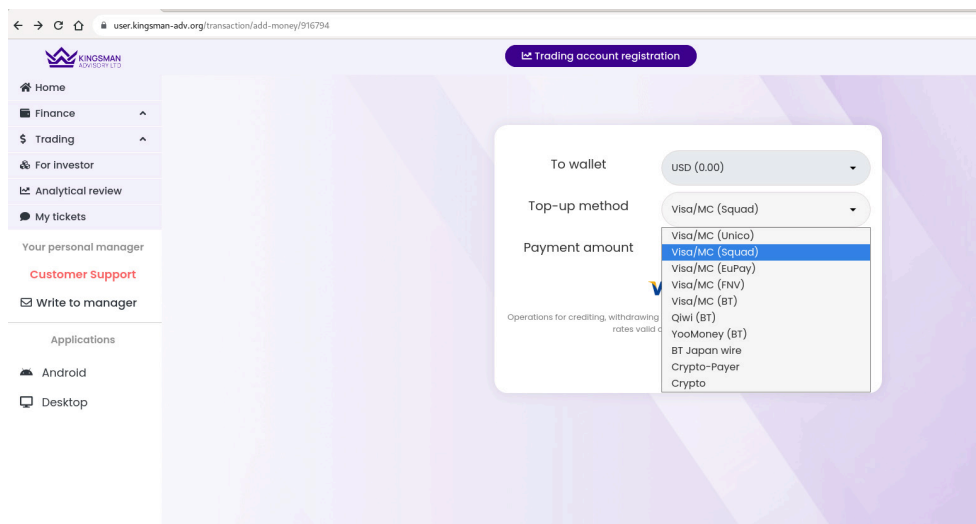 user.kingsman-adv.org/transaction/add-money/916794
KINGSMAN
ADVISORY LTD
Trading account registration
Home
Finance
Trading
For investor
Analytical review
My tickets
Your personal manager
Customer Support
Write to manager
Applications
Android
Desktop
To wallet
USD (0.00)
Top-up method
Visa/MC (Squad)
Payment amount
Visa/MC (Unico)
Visa/MC (Squad)
Visa/MC (EuPay)
Visa/MC (FNV)
Visa/MC (BT)
Qiwi (BT)
YooMoney (BT)
BT Japan wire
Crypto-Payer
Crypto
Operations for crediting, withdrawing
rates valid